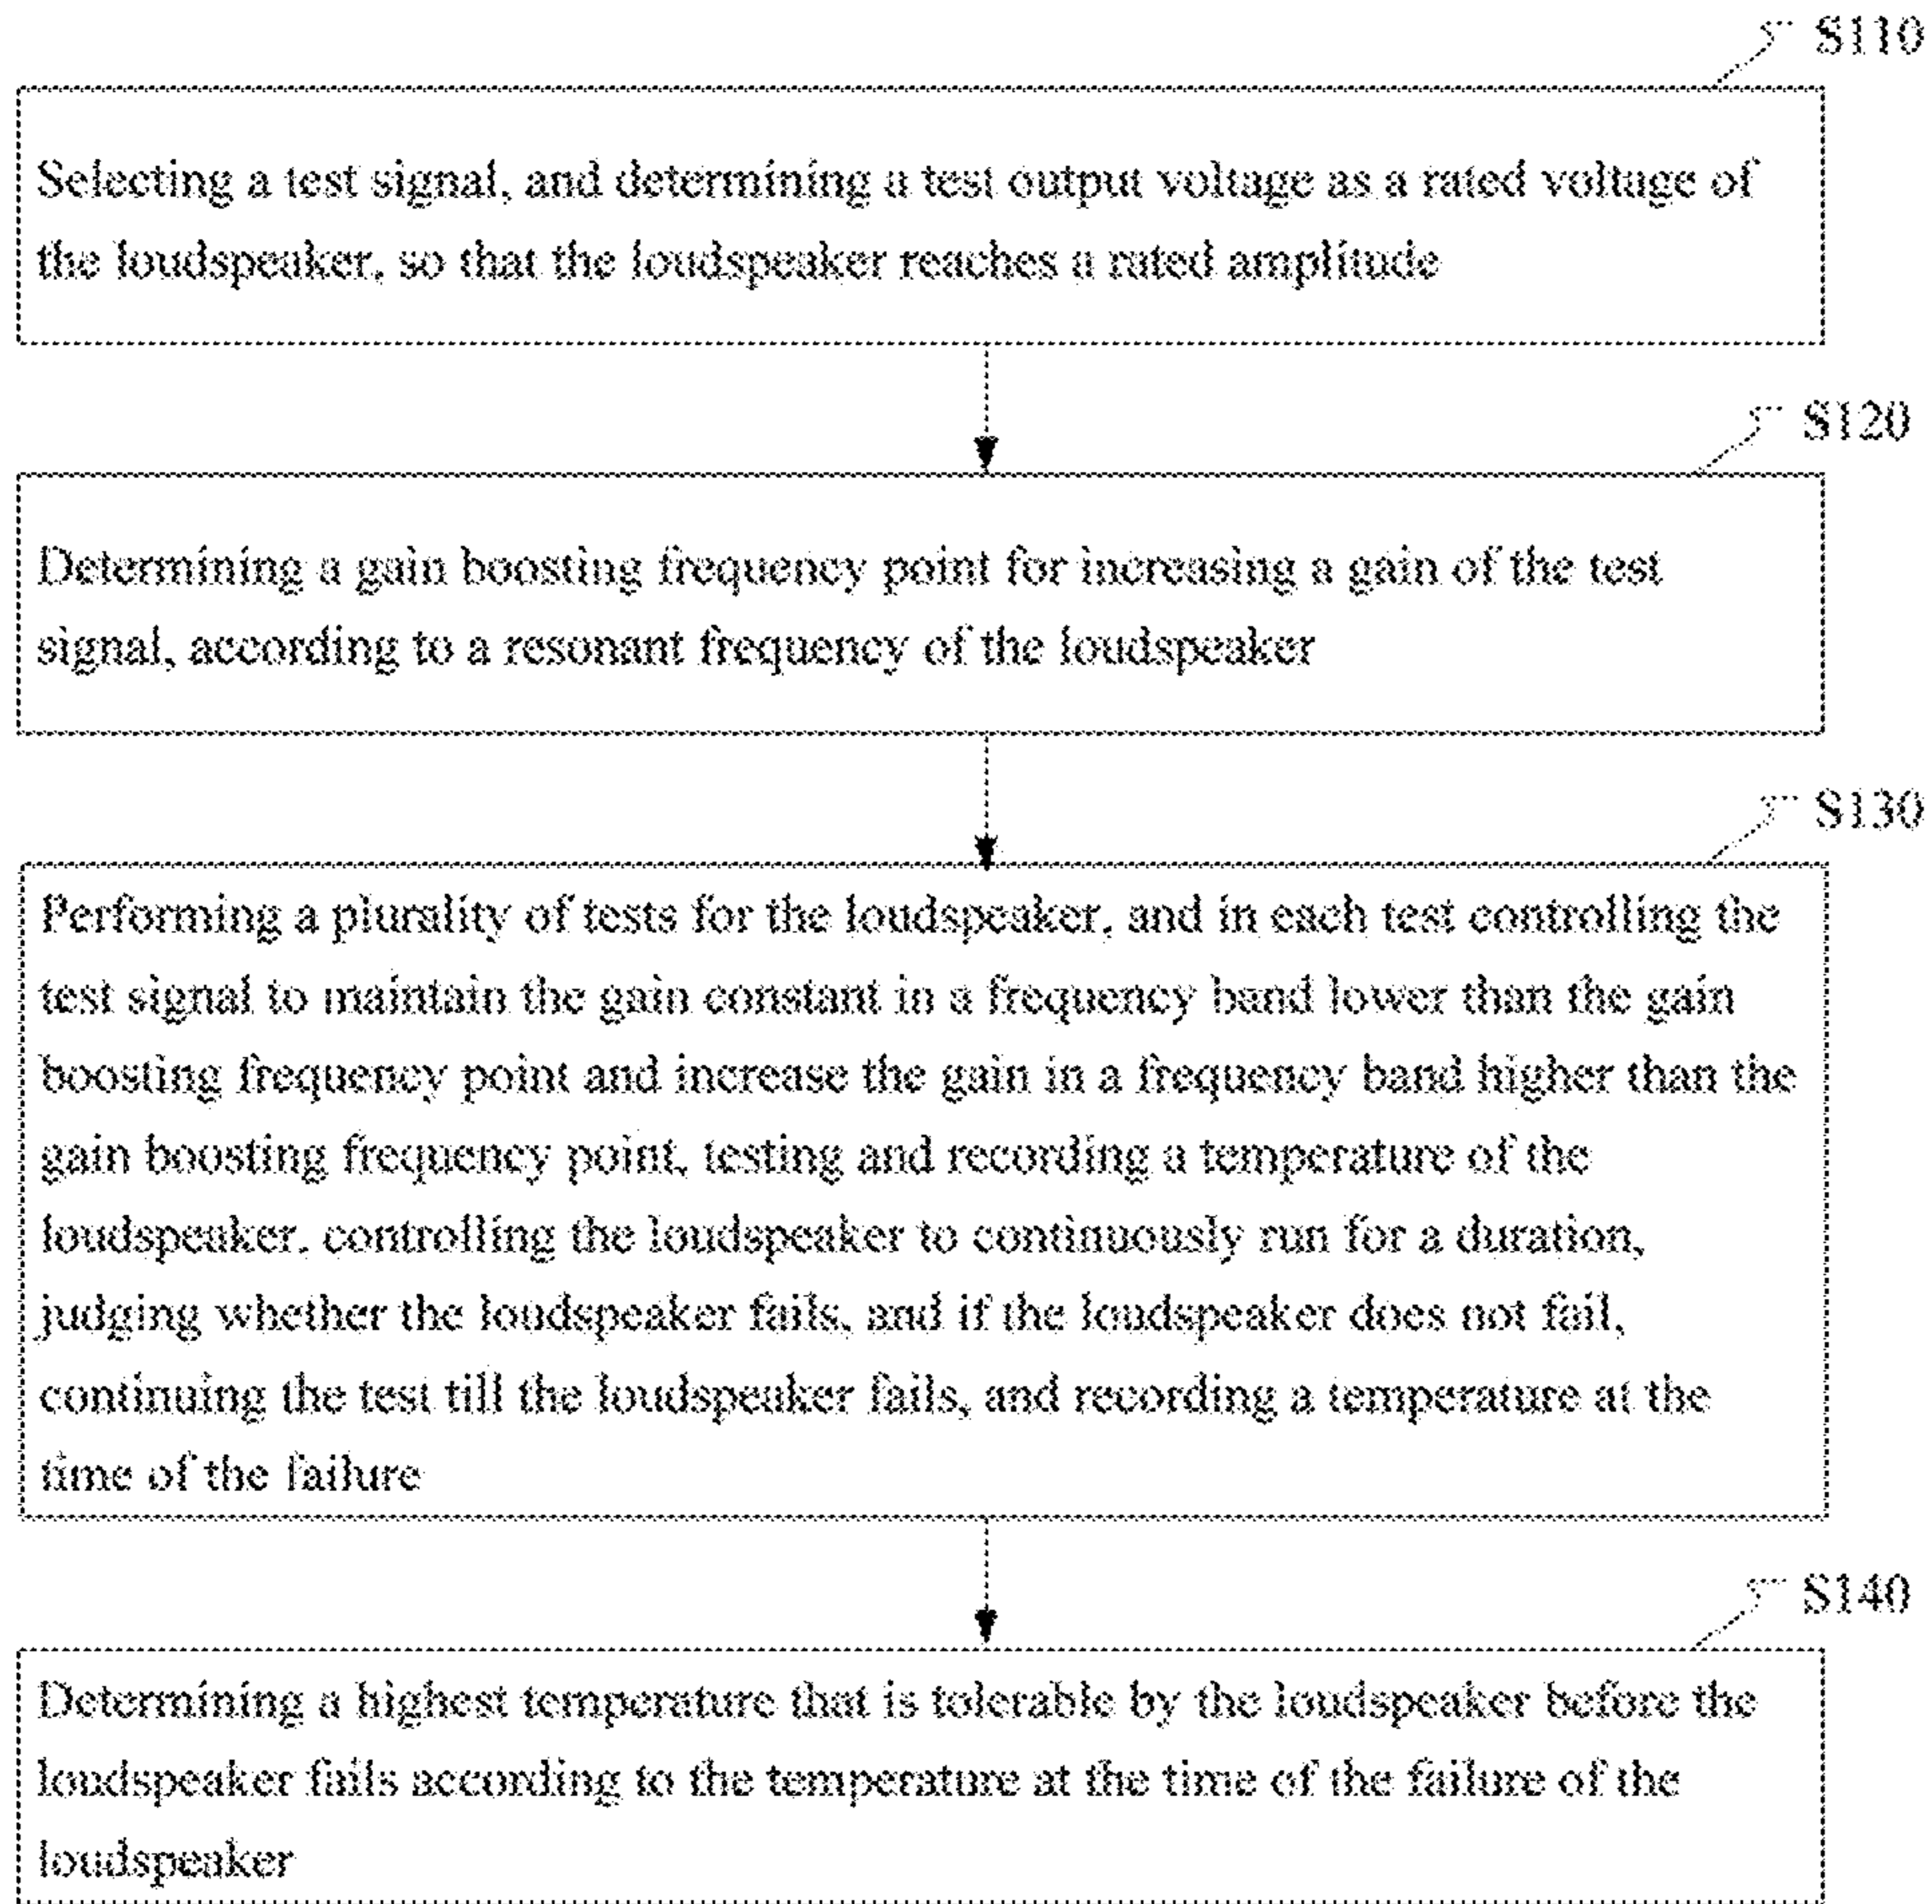 S110
Selecting a test signal, and determining a test output voltage as a rated voltage of
the loudspeaker, so that the loudspeaker reaches a rated amplitude
S120
Determining a gain boosting frequency point for increasing a gain of the test
signal, according to a resonant frequency of the loudspeaker
S130
Performing a plurality of tests for the loudspeaker, and in each test controlling the
test signal to maintain the gain constant in a frequency band lower than the gain
boosting frequency point and increase the gain in a frequency band higher than the
gain boosting frequency point, testing and recording a temperature of the
loudspeaker, controlling the loudspeaker to continuously run for a duration,
judging whether the loudspeaker fails, and if the loudspeaker does not fail,
continuing the test till the loudspeaker fails, and recording a temperature at the
time of the failure
S140
Determining a highest temperature that is tolerable by the loudspeaker before the
loudspeaker fails according to the temperature at the time of the failure of the
loudspeaker